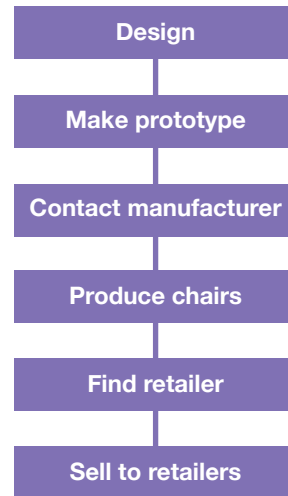 Design
Make prototype
Contact manufacturer
Produce chairs
Find retailer
Sell to retailers